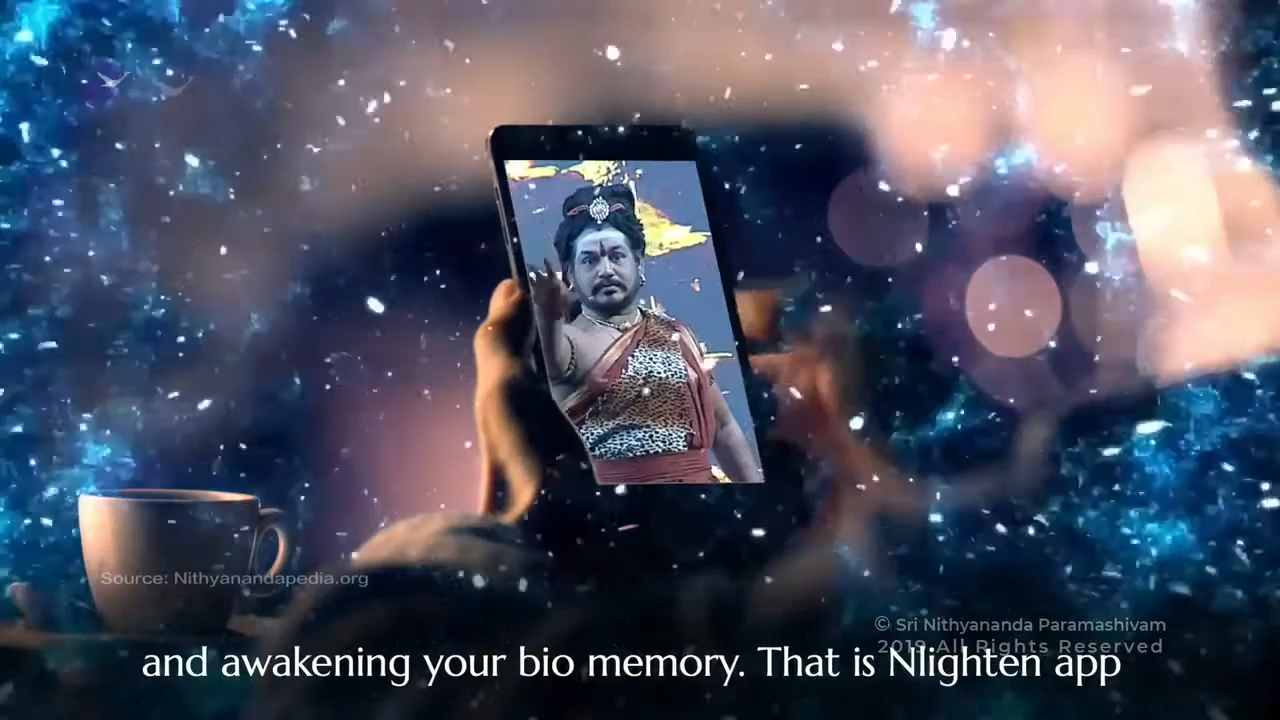 Source: Nithyanandapedia.org
© Sri Nithyananda Paramashivam
2019 All Rights Reserved
and awakening your bio memory. That is Nlighten app